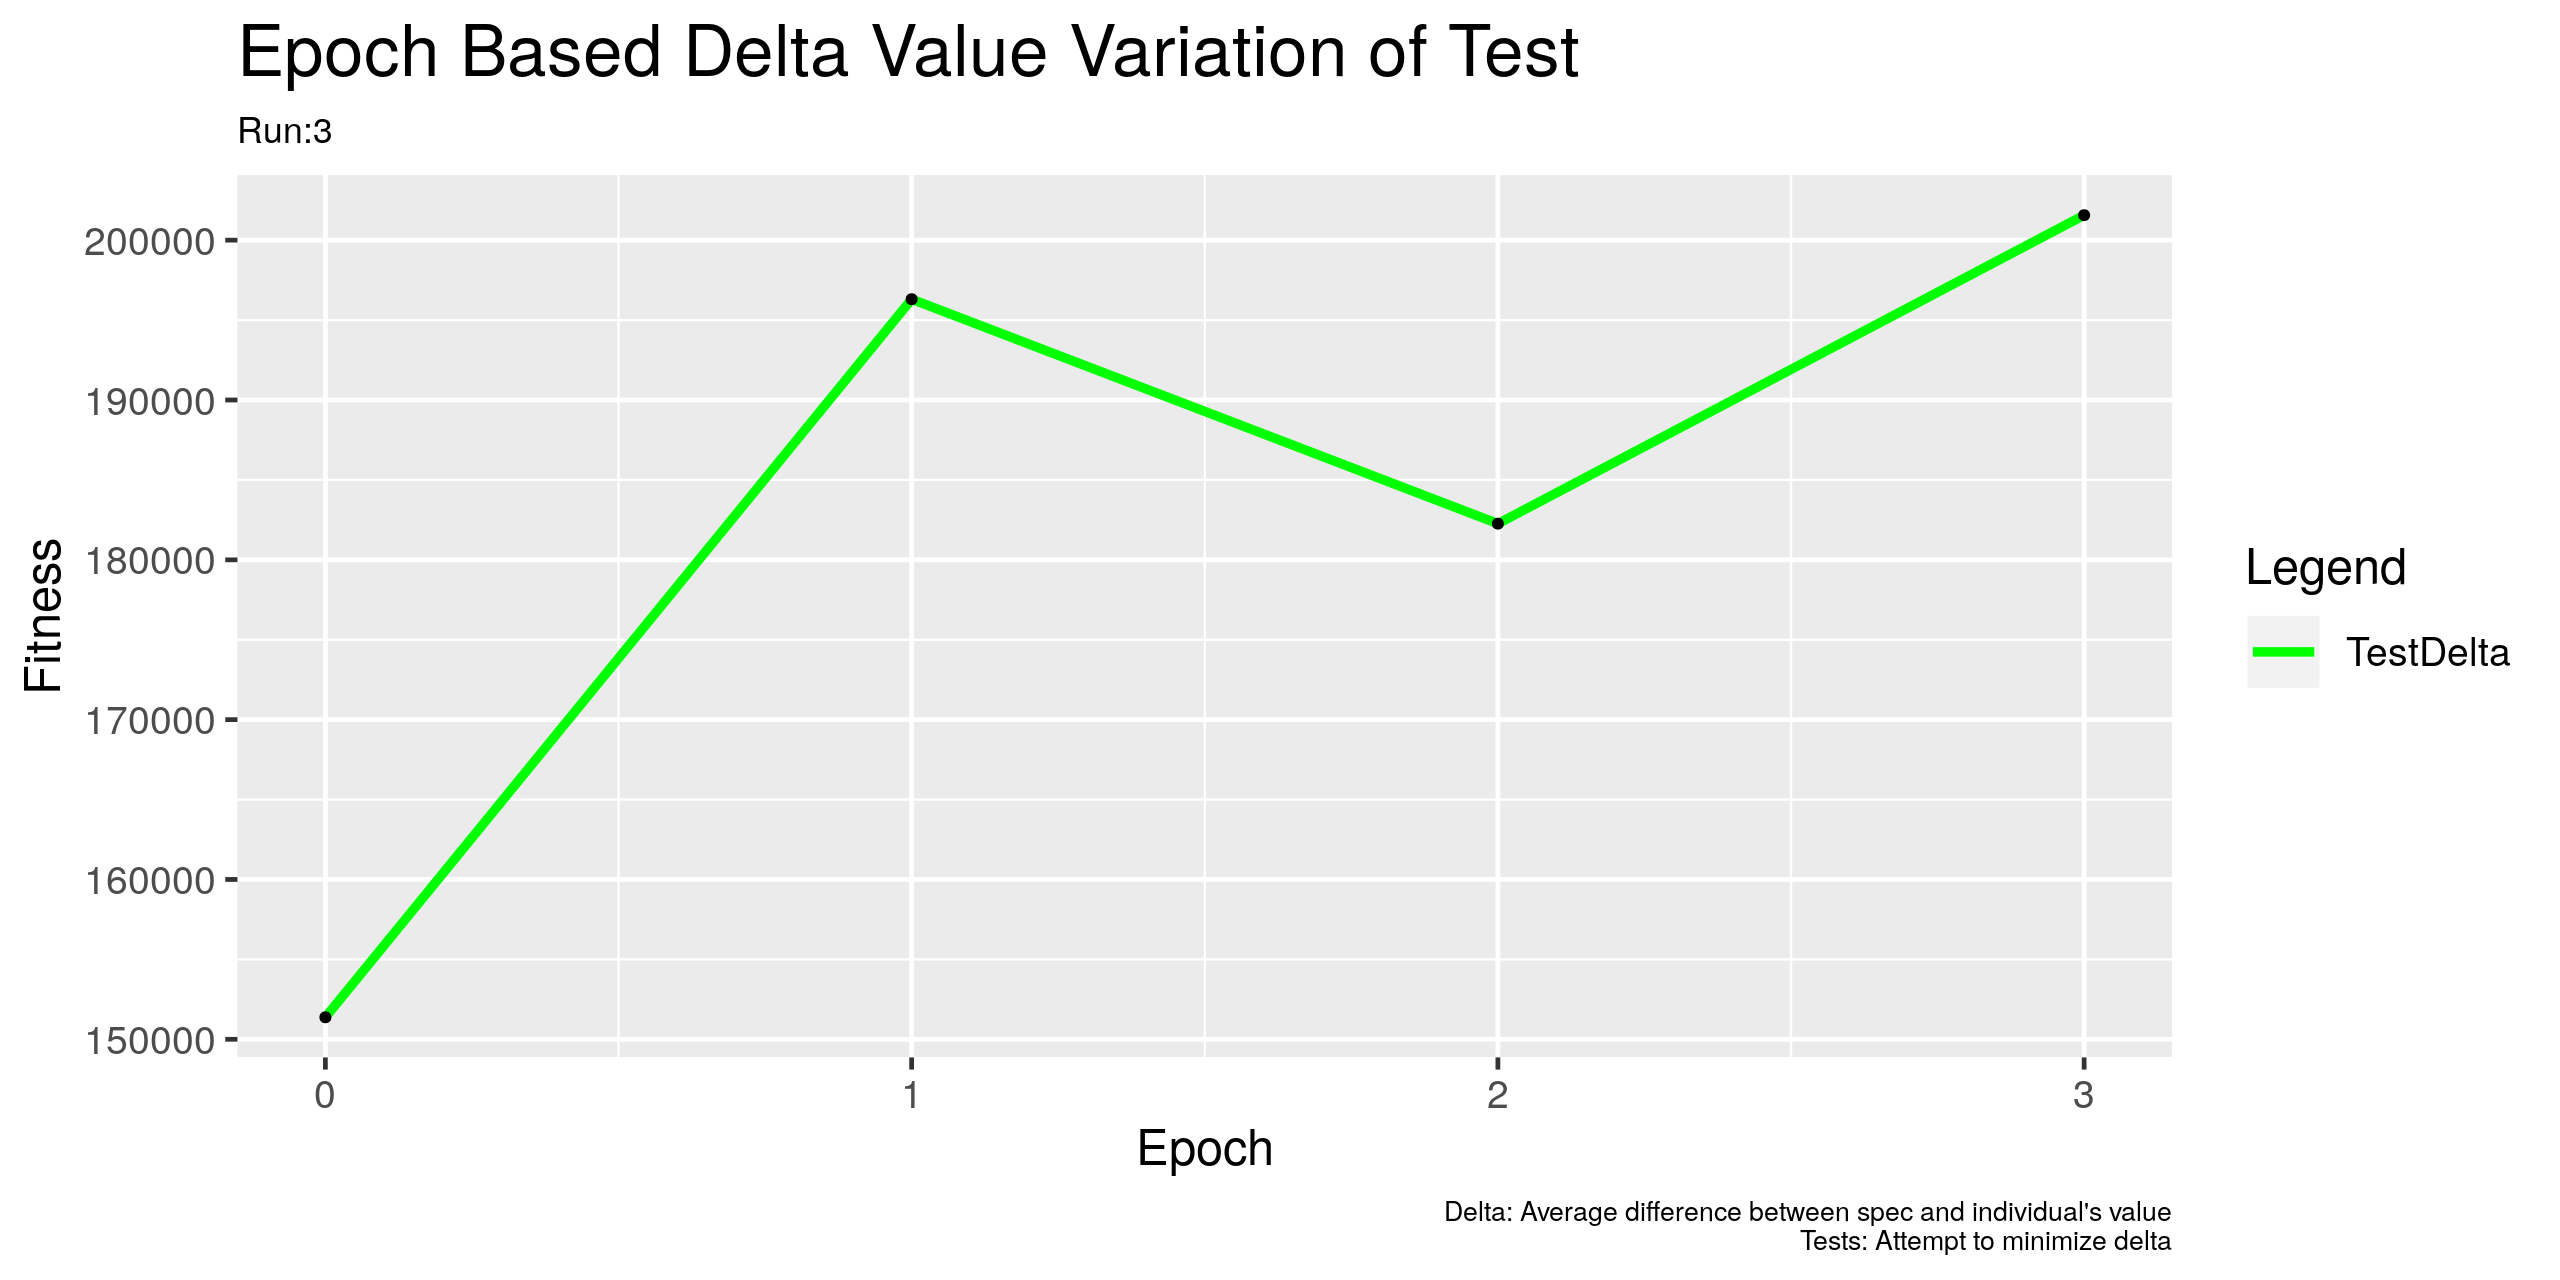 Epoch Based Delta Value Variation of Test
Run:3
200000
190000
180000
170000
160000
150000
Fitness
0 1 2 3
Epoch
Legend
TestDelta
Delta: Average difference between spec and individual's value
Tests: Attempt to minimize delta